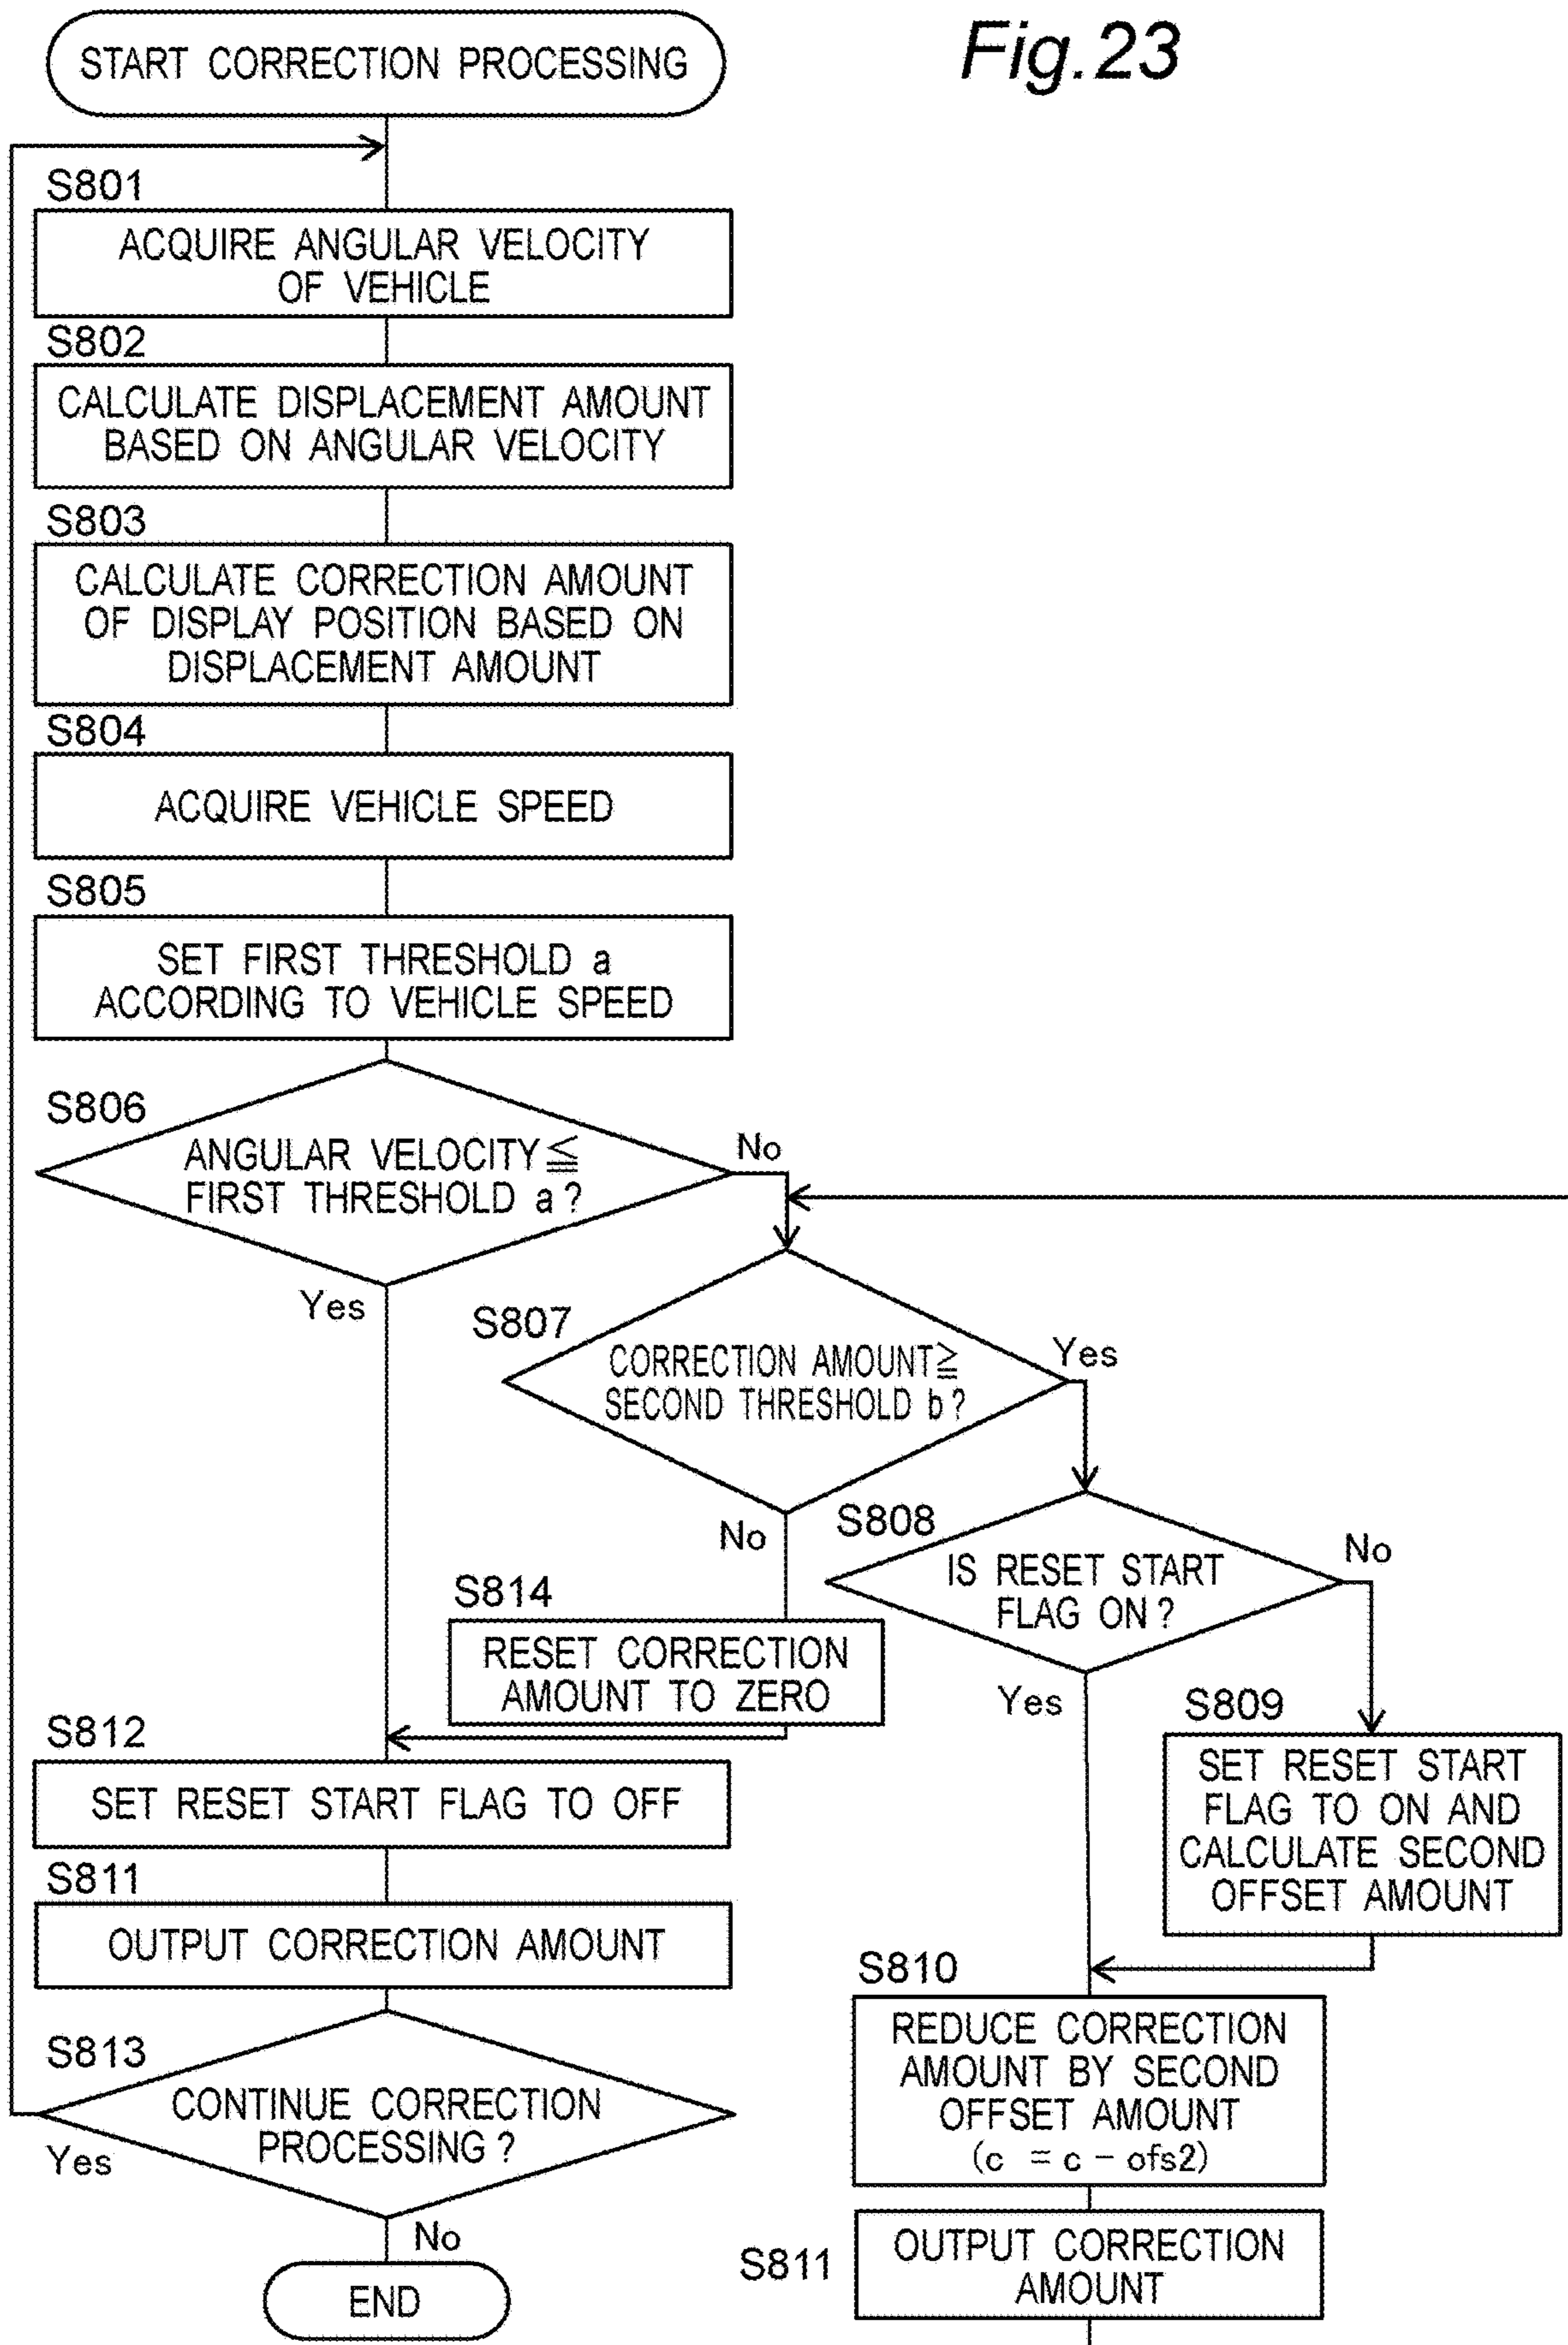 Fig.23
START CORRECTION PROCESSING
S801
ACQUIRE ANGULAR VELOCITY
OF VEHICLE
S802
CALCULATE DISPLACEMENT AMOUNT
BASED ON ANGULAR VELOCITY
S803
CALCULATE CORRECTION AMOUNT
OF DISPLAY POSITION BASED ON
DISPLACEMENT AMOUNT
S804
ACQUIRE VEHICLE SPEED
S805
SET FIRST THRESHOLD a
ACCORDING TO VEHICLE SPEED
S806
ANGULAR VELOCITY≦
FIRST THRESHOLD a?
No
Yes
S807
CORRECTION AMOUNT≧
SECOND THRESHOLD b?
Yes
No
S808
IS RESET START
FLAG ON?
No
Yes
S814
RESET CORRECTION
AMOUNT TO ZERO
S809
SET RESET START
FLAG TO ON AND
CALCULATE SECOND
OFFSET AMOUNT
S812
SET RESET START FLAG TO OFF
S811
OUTPUT CORRECTION AMOUNT
S810
REDUCE CORRECTION
AMOUNT BY SECOND
OFFSET AMOUNT
(c = c - ofs2)
S813
CONTINUE CORRECTION
PROCESSING?
Yes
No
END
S811
OUTPUT CORRECTION
AMOUNT